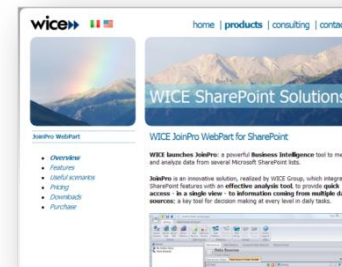 wice
home | products | consulting |
WICE SharePoint Solutions
JoinPro WebPart
Overview
Features
Useful scenarios
Pricing
Downloads
Purchase
WICE JoinPro WebPart for SharePoint
WICE launches JoinPro: a powerful Business Intelligence tool to
and analyze data from several Microsoft SharePoint lists.
JoinPro is an innovative solution, realized by WICE Group, which
SharePoint features with an effective analysis tool, to provide quick
access - in a single view - to information coming from multiple
sources; a key tool for decision making at every level in daily tasks.